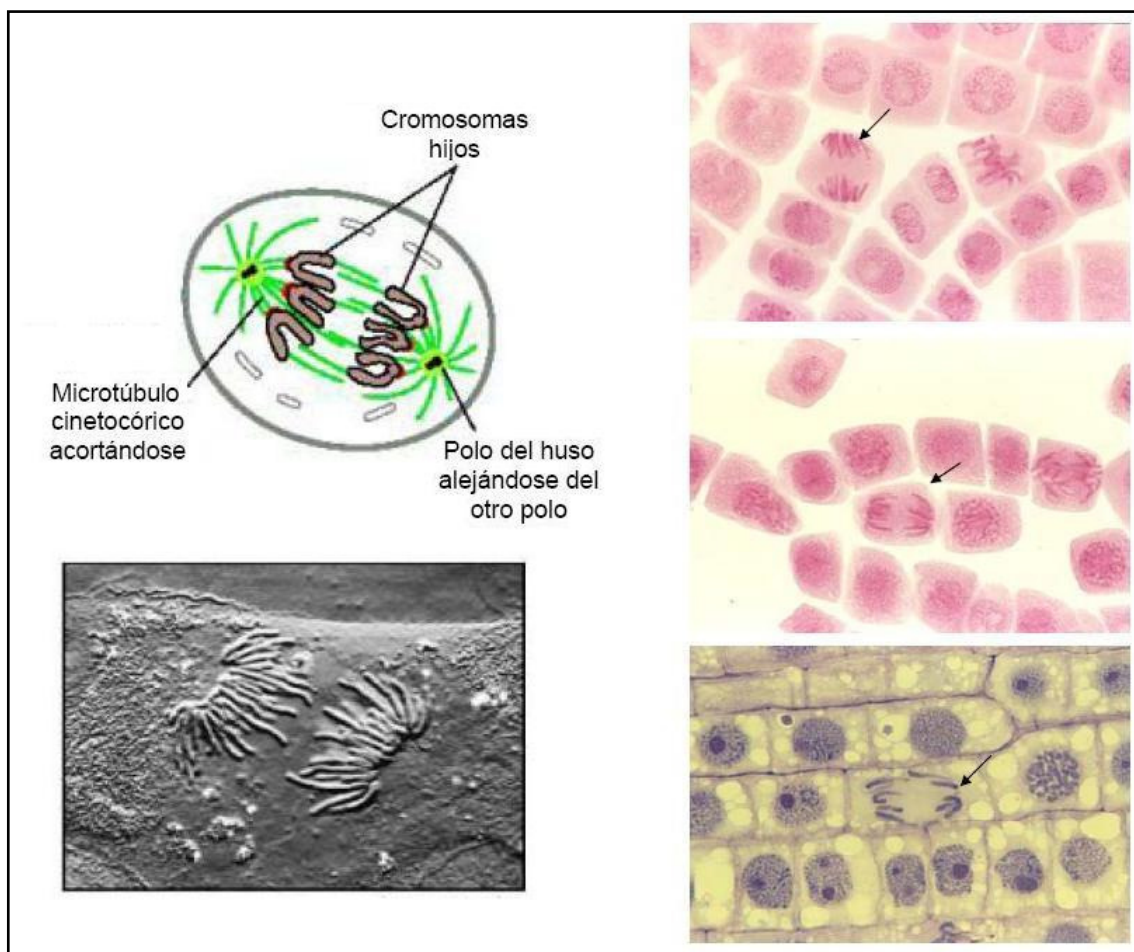 Cromosomas
hijos
Microtúbulo
cinetocórico
acortándose
Polo del huso
alejándose del
otro polo